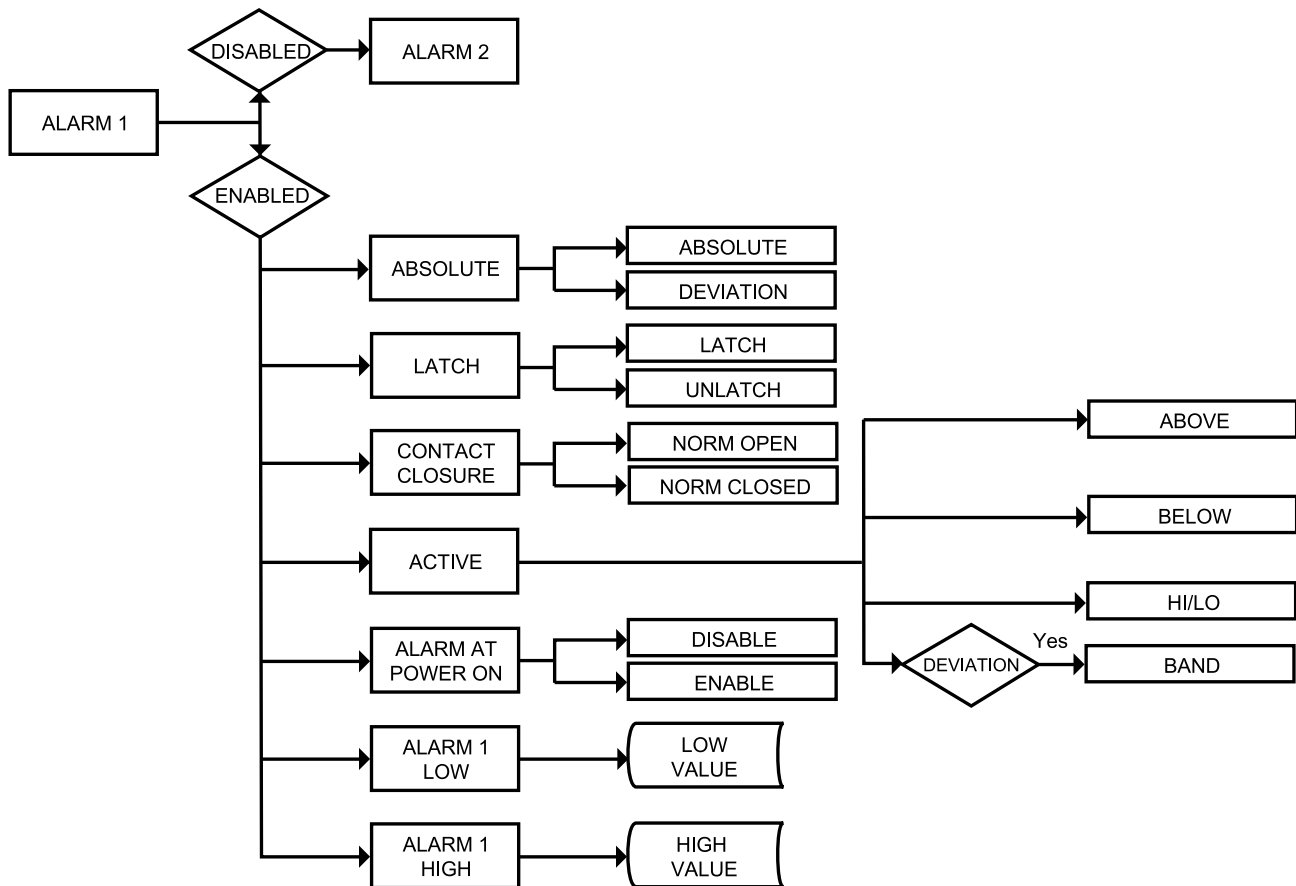 DISABLED
ALARM 2
ALARM 1
ENABLED
ABSOLUTE
ABSOLUTE
DEVIATION
LATCH
LATCH
UNLATCH
CONTACT
CLOSURE
NORM OPEN
NORM CLOSED
ACTIVE
ABOVE
BELOW
HI/LO
DEVIATION
Yes
BAND
ALARM AT
POWER ON
DISABLE
ENABLE
ALARM 1
LOW
LOW
VALUE
ALARM 1
HIGH
HIGH
VALUE